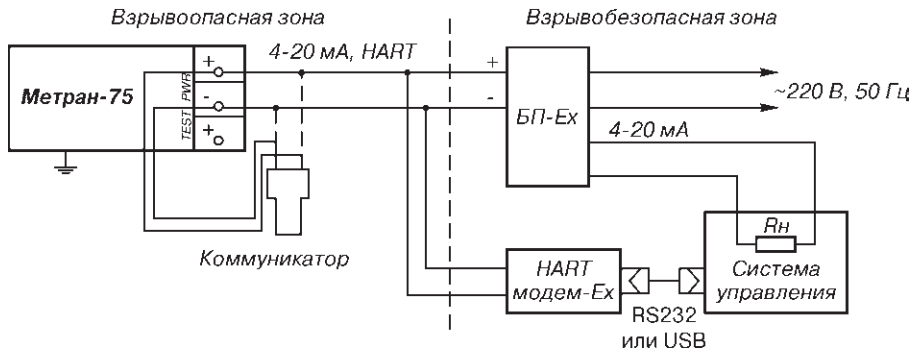 Взрывоопасная зона
Взрывобезопасная зона
4-20 мА, HART
Метран-75
+
PWR
-
TEST
+
+
-
БП-Ex
~220 В, 50 Гц
4-20 мА
Коммуникатор
HART
модем-Ex
RS232
или USB
Rн
Система
управления